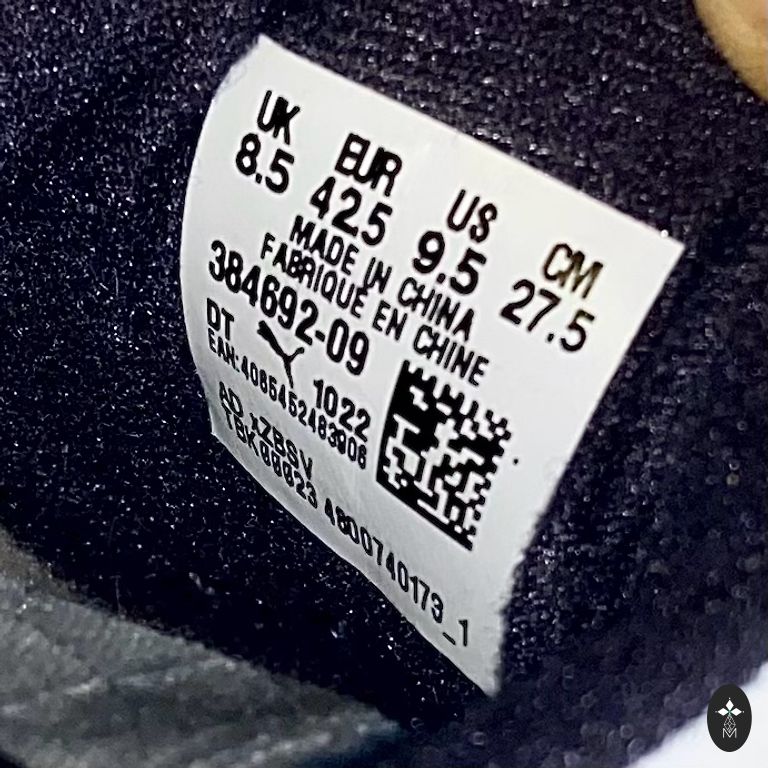 UK EUR US CM
8.5 42.5 9.5 27.5
MADE IN CHINA
FABRIQUE EN CHINE
384692-09
DT 1022
EAN:4065452483906
AD XZBSV
TBK00023 4800740173_1
M